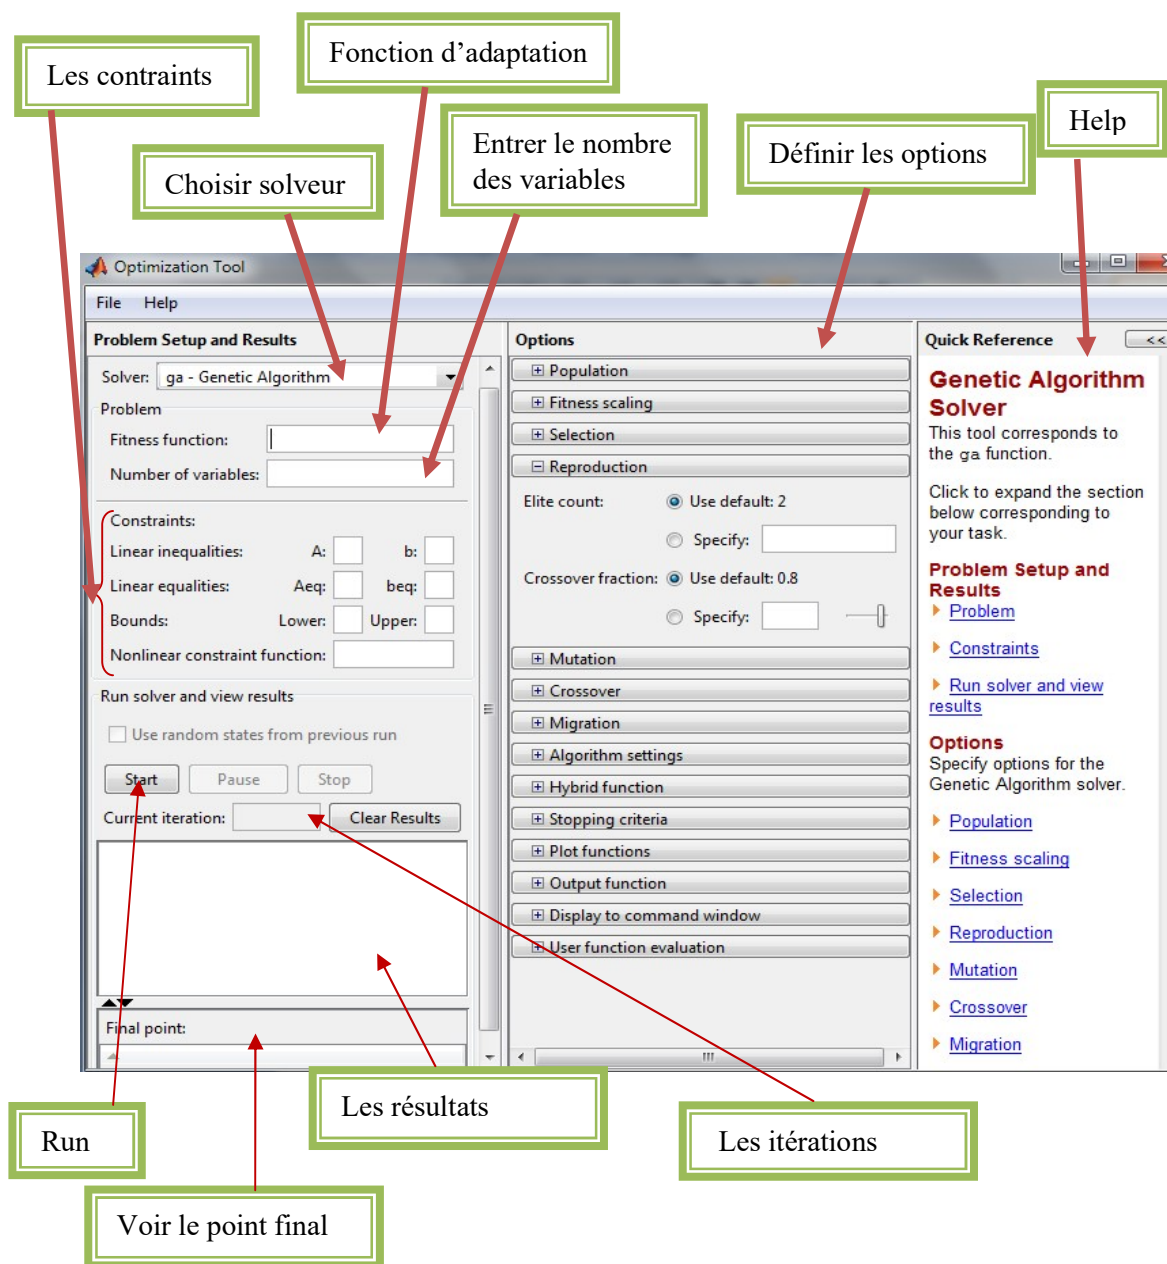 Fonction d’adaptation
Les contraints
Help
Entrer le nombre
des variables
Définir les options
Choisir solveur
Optimization Tool
File Help
Problem Setup and Results
Solver: ga - Genetic Algorithm
Problem
Fitness function:
Number of variables:
Constraints:
Linear inequalities: A: b:
Linear equalities: Aeq: beq:
Bounds: Lower: Upper:
Nonlinear constraint function:
Run solver and view results
Use random states from previous run
Start Pause Stop
Current iteration: Clear Results
Final point:
Options
Population
Fitness scaling
Selection
Reproduction
Elite count: Use default: 2
Specify:
Crossover fraction: Use default: 0.8
Specify:
Mutation
Crossover
Migration
Algorithm settings
Hybrid function
Stopping criteria
Plot functions
Output function
Display to command window
User function evaluation
Quick Reference <<
Genetic Algorithm
Solver
This tool corresponds to
the ga function.
Click to expand the section
below corresponding to
your task.
Problem Setup and
Results
Problem
Constraints
Run solver and view
results
Options
Specify options for the
Genetic Algorithm solver.
Population
Fitness scaling
Selection
Reproduction
Mutation
Crossover
Migration
Les résultats
Run
Les itérations
Voir le point final